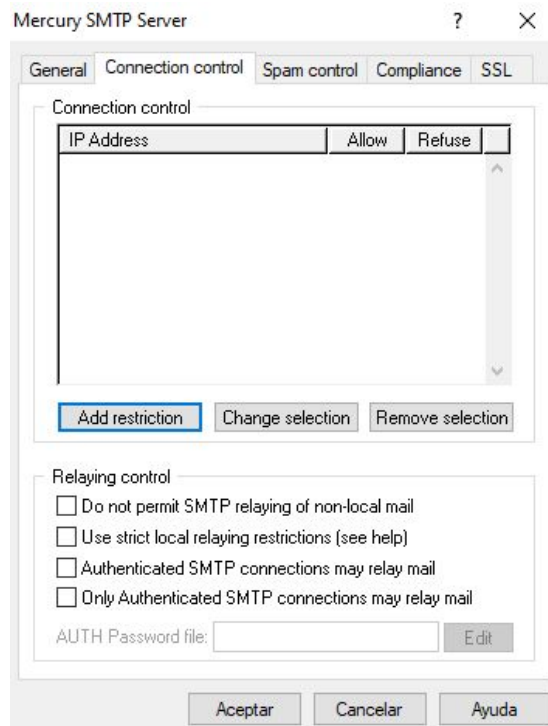 Mercury SMTP Server
General Connection control Spam control Compliance SSL
Connection control
IP Address Allow Refuse
Add restriction Change selection Remove selection
Relaying control
Do not permit SMTP relaying of non-local mail
Use strict local relaying restrictions (see help)
Authenticated SMTP connections may relay mail
Only Authenticated SMTP connections may relay mail
AUTH Password file: Edit
Aceptar Cancelar Ayuda